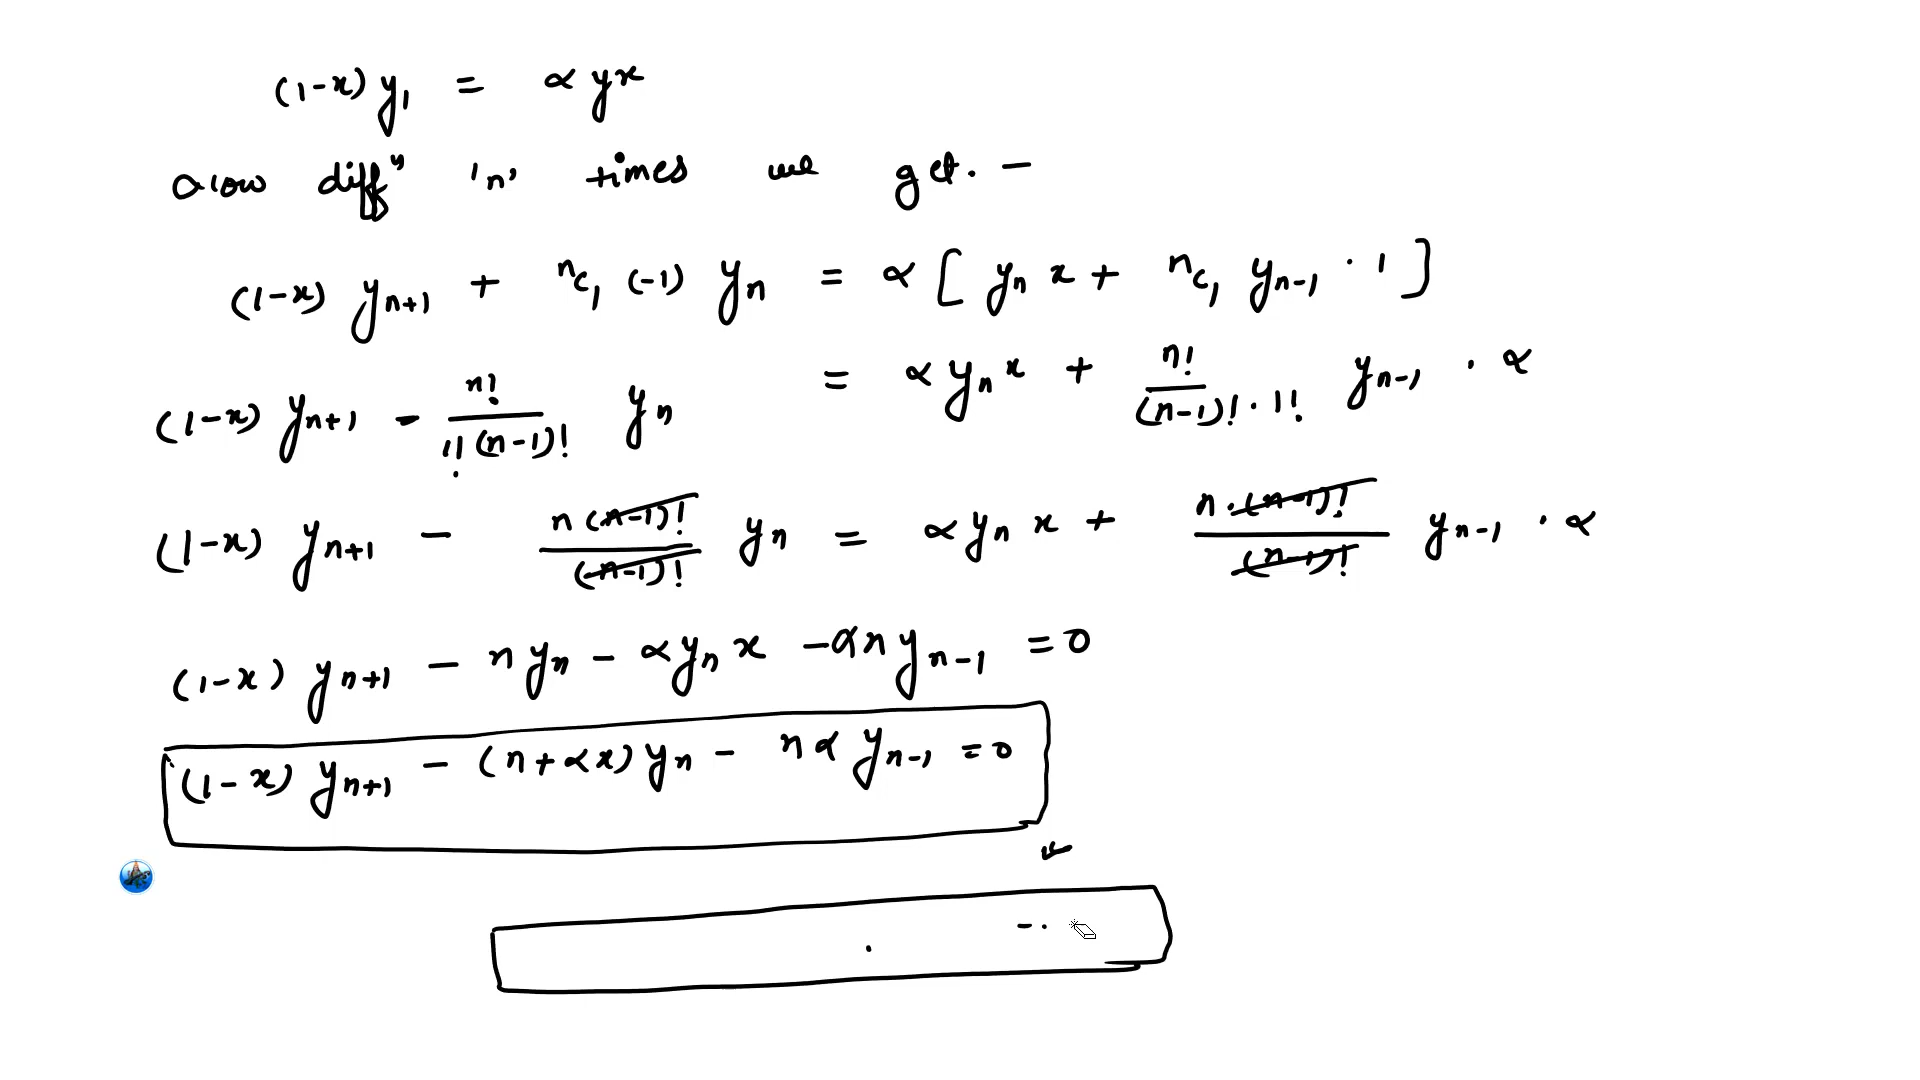 (1-x) y₁ = α y x
now diffⁿ 'n' times we get. –
(1-x) yₙ₊₁ + ⁿc₁ (-1) yₙ = α [ yₙ x + ⁿc₁ yₙ₋₁ · 1 ]
(1-x) yₙ₊₁ - n!/(1!(n-1)!) yₙ = α yₙ x + n!/((n-1)!·1!) yₙ₋₁ · α
(1-x) yₙ₊₁ - n(n-1)!/(n-1)! yₙ = α yₙ x + n·(n-1)!/(n-1)! yₙ₋₁ · α
(1-x) yₙ₊₁ - n yₙ - α yₙ x - α n yₙ₋₁ = 0
(1-x) yₙ₊₁ - (n+αx) yₙ - n α yₙ₋₁ = 0